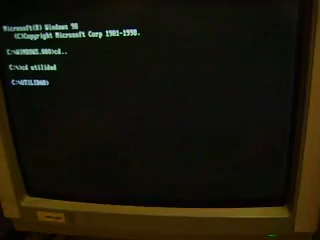 Microsoft(R) Windows 98
(C)Copyright Microsoft Corp 1981-1998.
C:\WINDOWS.000>cd..
C:\>cd utilidad
C:\UTILIDAD>